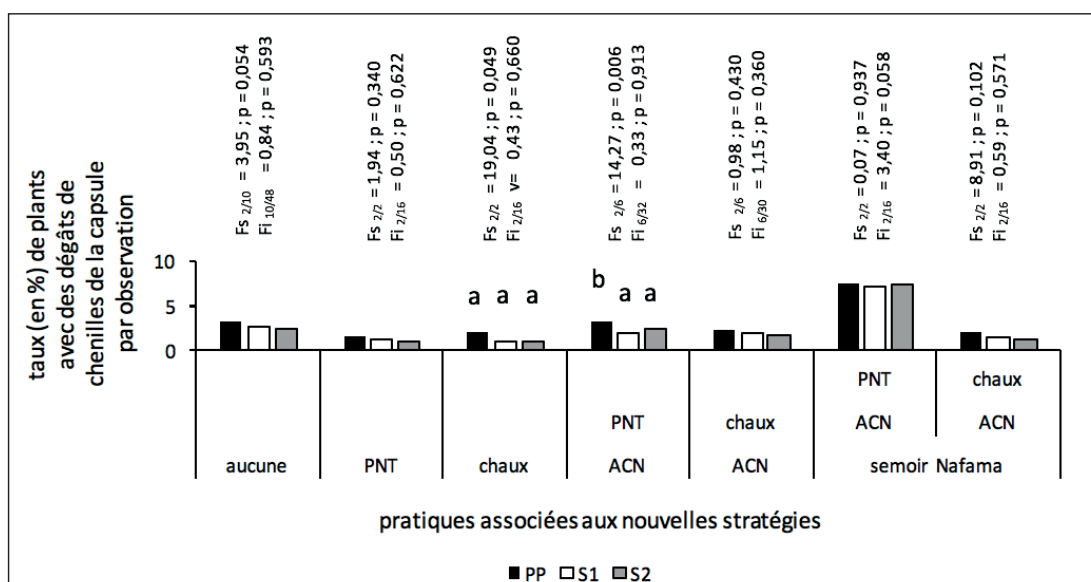 Fs 2/10 = 3,95 ; p = 0,054
Fi 10/48 = 0,84 ; p = 0,593
Fs 2/2 = 1,94 ; p = 0,340
Fi 2/16 = 0,50 ; p = 0,622
Fs 2/2 = 19,04 ; p = 0,049
Fi 2/16 v= 0,43 ; p = 0,660
Fs 2/6 = 14,27 ; p = 0,006
Fi 6/32 = 0,33 ; p = 0,913
Fs 2/6 = 0,98 ; p = 0,430
Fi 6/30 = 1,15 ; p = 0,360
Fs 2/2 = 0,07 ; p = 0,937
Fi 2/16 = 3,40 ; p = 0,058
Fs 2/2 = 8,91 ; p = 0,102
Fi 2/16 = 0,59 ; p = 0,571
taux (en %) de plants
avec des dégâts de
chenilles de la capsule
par observation
10
5
0
a a a
b a a
PNT chaux
PNT chaux ACN ACN
aucune PNT chaux ACN ACN semoir Nafama
pratiques associées aux nouvelles stratégies
PP S1 S2